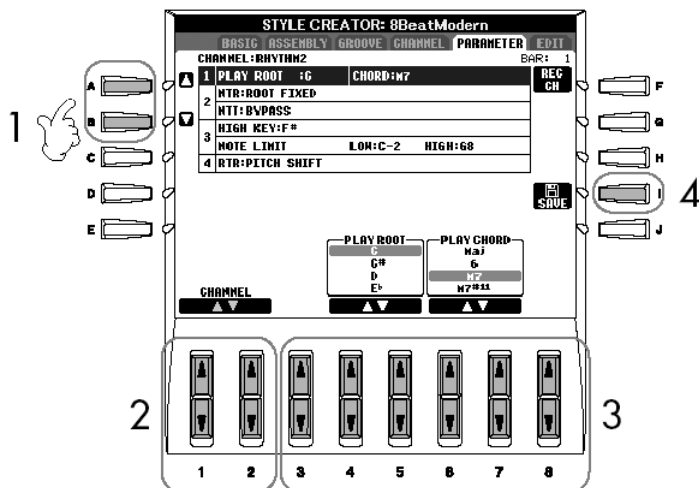 STYLE CREATOR: 8BeatModern
BASIC ASSEMBLY GROOVE CHANNEL PARAMETER EDIT
CHANNEL:RHYTHM2 BAR: 1
1 PLAY ROOT :C CHORD:M7
REC CH
2 NTR:ROOT FIXED
NTT:BYPASS
3 HIGH KEY:F#
NOTE LIMIT LOW:C-2 HIGH:G8
4 RTR:PITCH SHIFT
SAVE
A
B
C
D
E
F
G
H
I
J
1
4
PLAY ROOT
C
C#
D
E♭
PLAY CHORD
Maj
6
M7
M7#11
CHANNEL
2
3
1 2 3 4 5 6 7 8